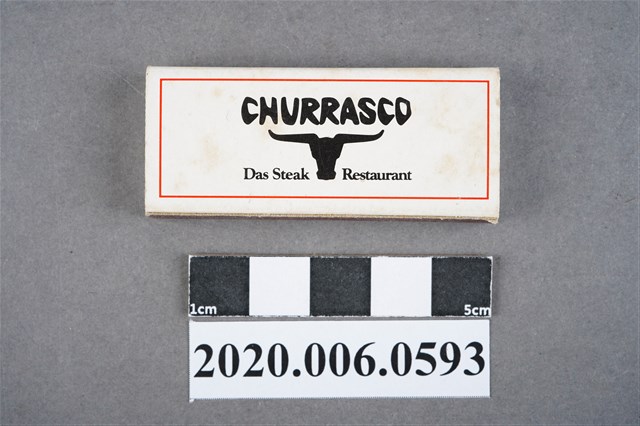 CHURRASCO
Das Steak Restaurant
1cm 5cm
2020.006.0593